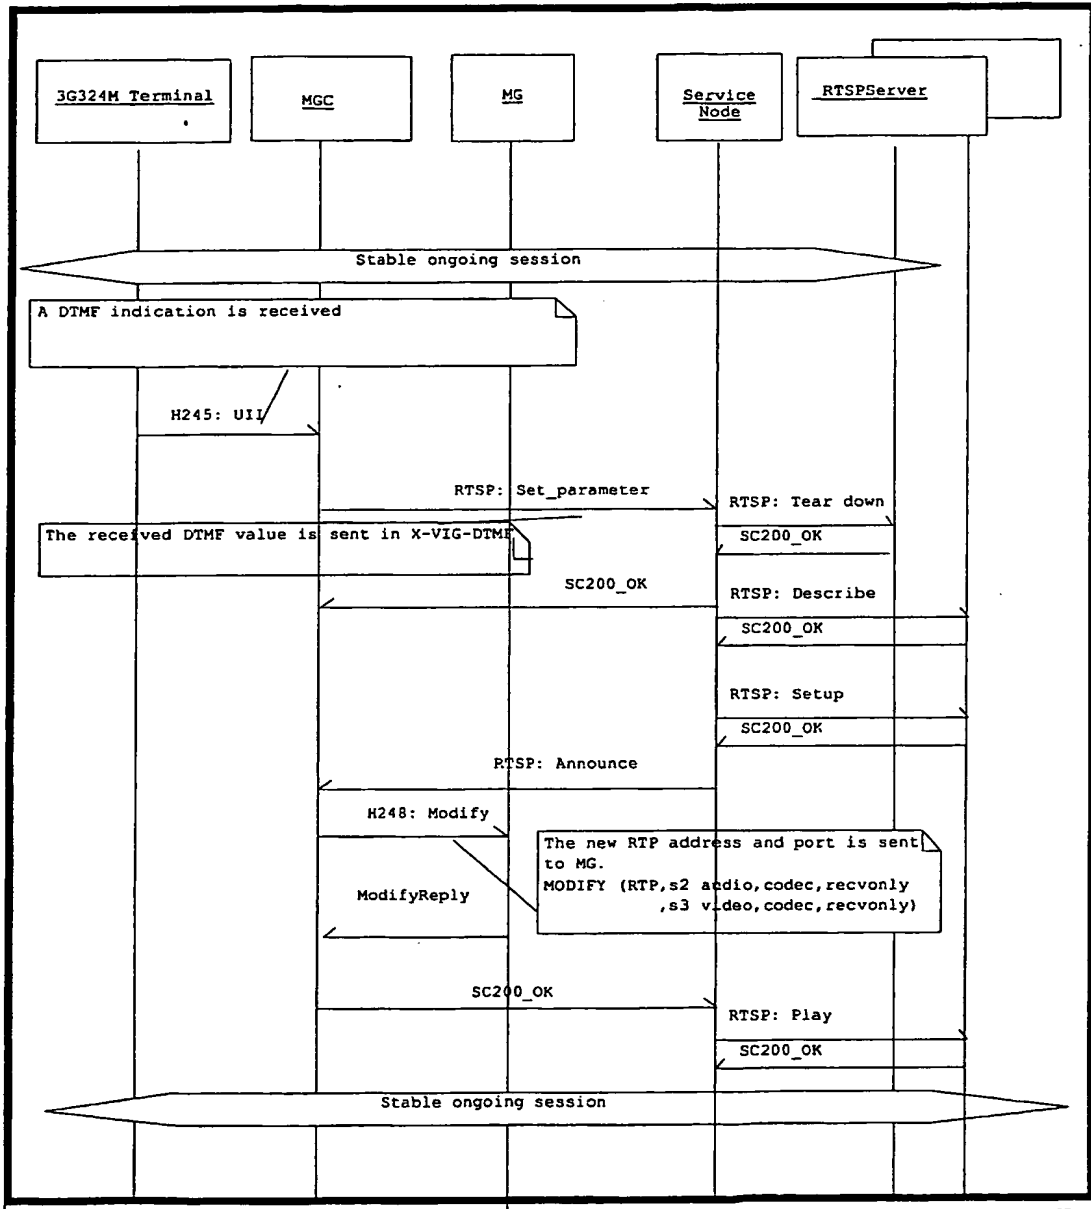 3G324M Terminal
MGC
MG
Service
Node
RTSPServer
Stable ongoing session
A DTMF indication is received
H245: UII
RTSP: Set_parameter
RTSP: Tear down
The received DTMF value is sent in X-VIG-DTMF
SC200_OK
SC200_OK
RTSP: Describe
SC200_OK
RTSP: Setup
SC200_OK
RTSP: Announce
H248: Modify
The new RTP address and port is sent
to MG.
MODIFY (RTP,s2 audio,codec,recvonly
,s3 video,codec,recvonly)
ModifyReply
SC200_OK
RTSP: Play
SC200_OK
Stable ongoing session